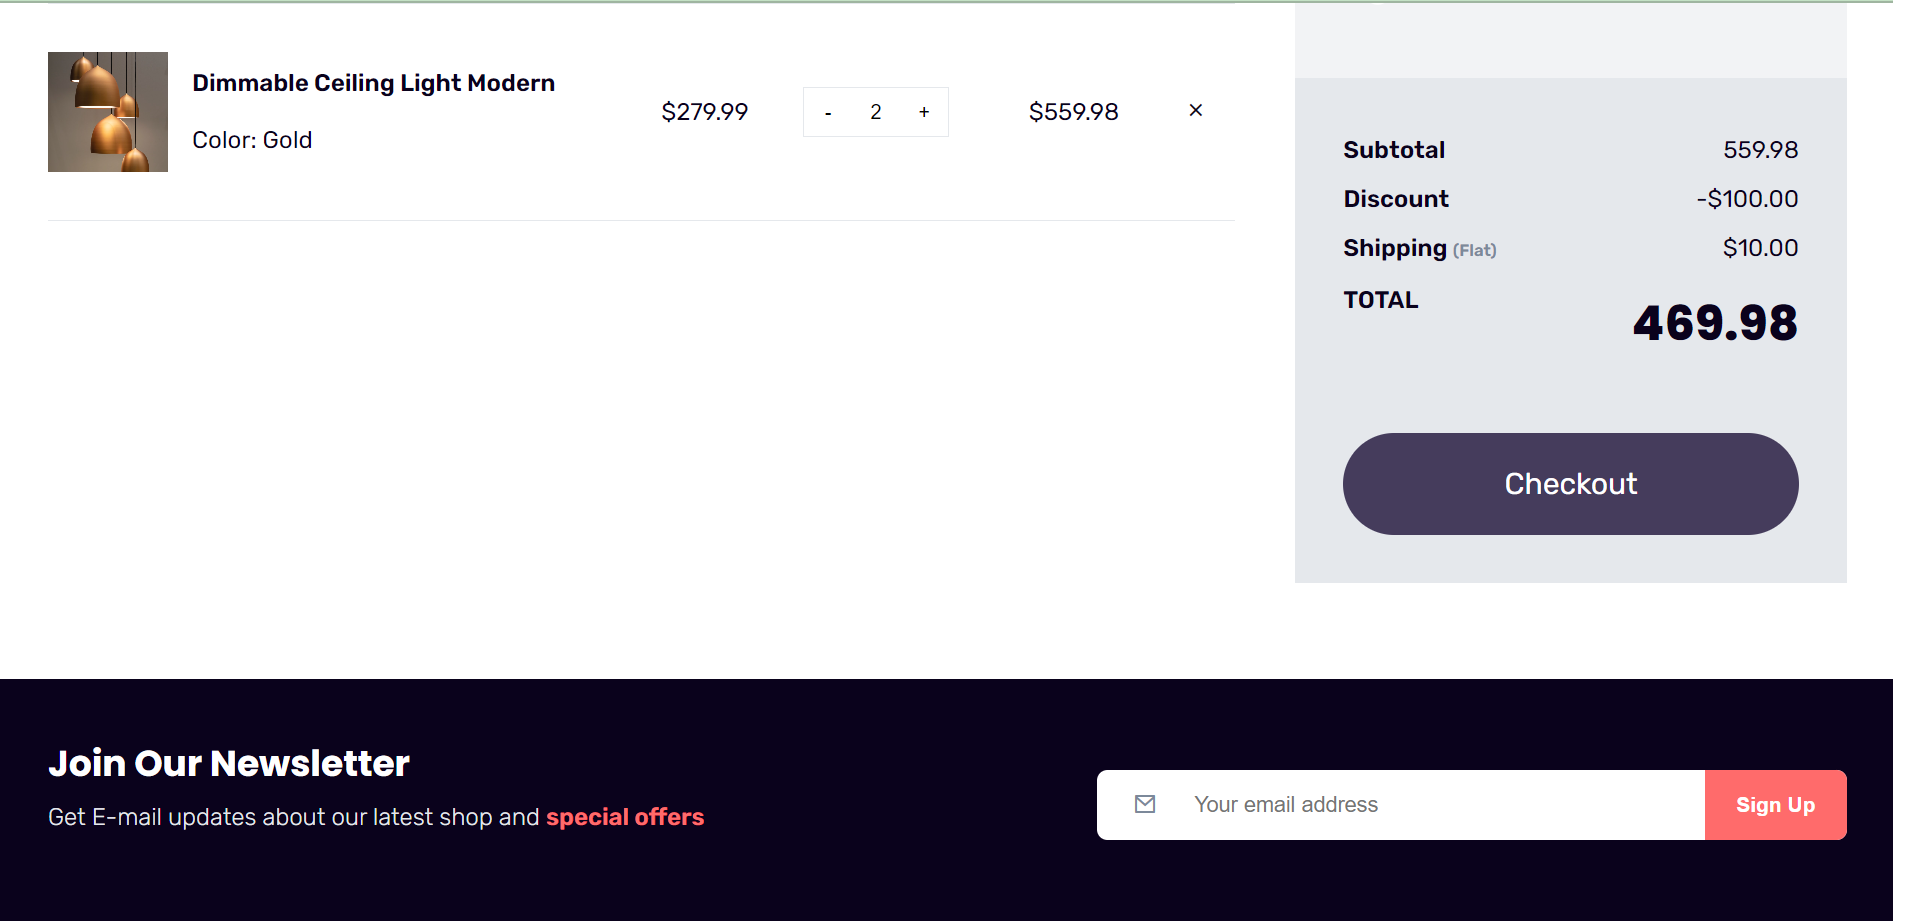 Dimmable Ceiling Light Modern
Color: Gold
$279.99
- 2 +
$559.98
×
Subtotal 559.98
Discount -$100.00
Shipping (Flat) $10.00
TOTAL 469.98
Checkout
Join Our Newsletter
Get E-mail updates about our latest shop and special offers
Your email address
Sign Up